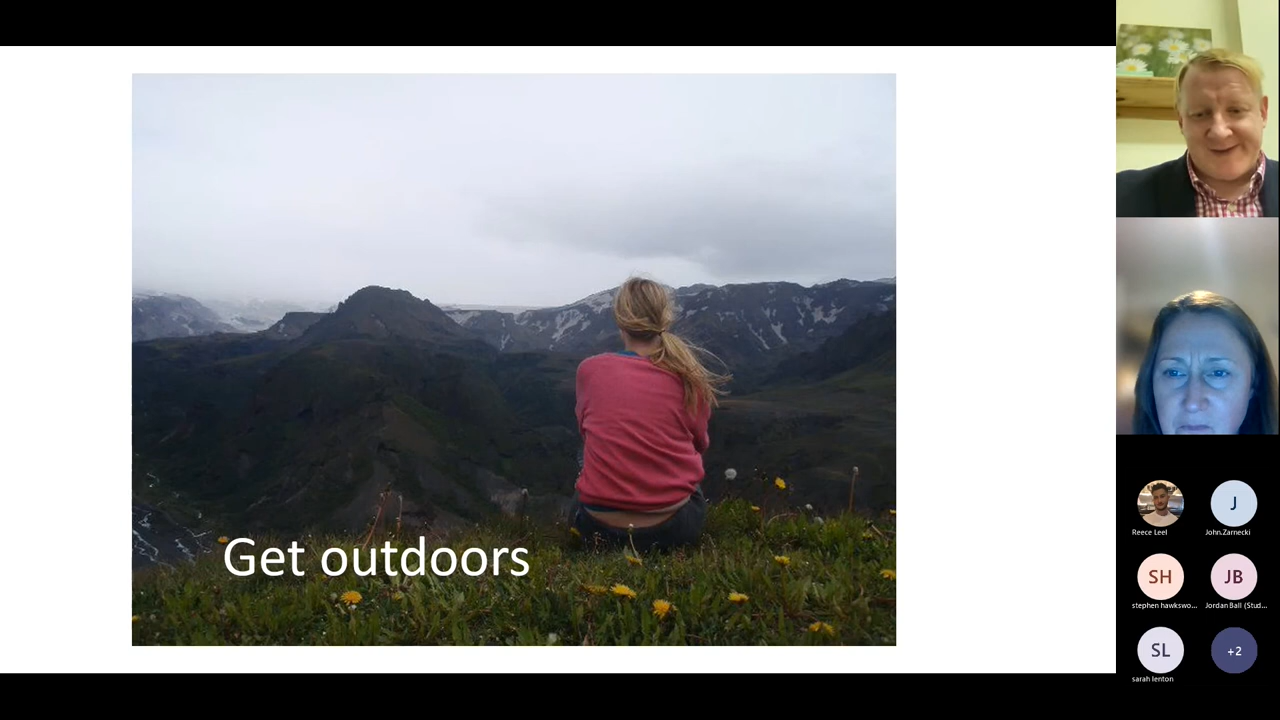 Get outdoors
Reece Leel
J
John.Zarnecki
SH
stephen hawkswo...
JB
Jordan Ball (Stud...
SL
sarah lenton
+2